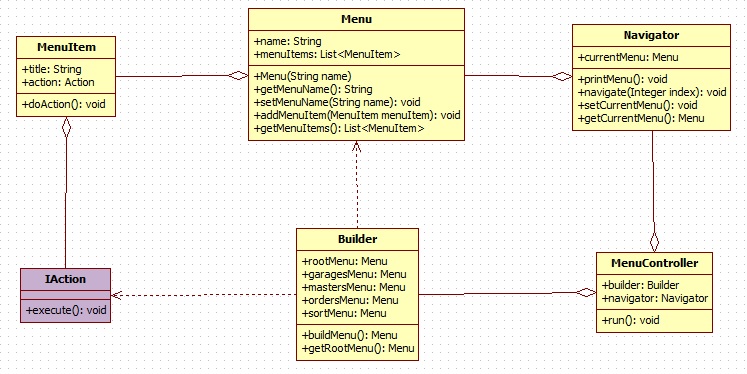 MenuItem
+title: String
+action: Action
+doAction(): void
Menu
+name: String
+menuItems: List<MenuItem>
+Menu(String name)
+getMenuName(): String
+setMenuName(String name): void
+addMenuItem(MenuItem menuItem): void
+getMenuItems(): List<MenuItem>
Navigator
+currentMenu: Menu
+printMenu(): void
+navigate(Integer index): void
+setCurrentMenu(): void
+getCurrentMenu(): Menu
IAction
+execute(): void
Builder
+rootMenu: Menu
+garagesMenu: Menu
+mastersMenu: Menu
+ordersMenu: Menu
+sortMenu: Menu
+buildMenu(): Menu
+getRootMenu(): Menu
MenuController
+builder: Builder
+navigator: Navigator
+run(): void